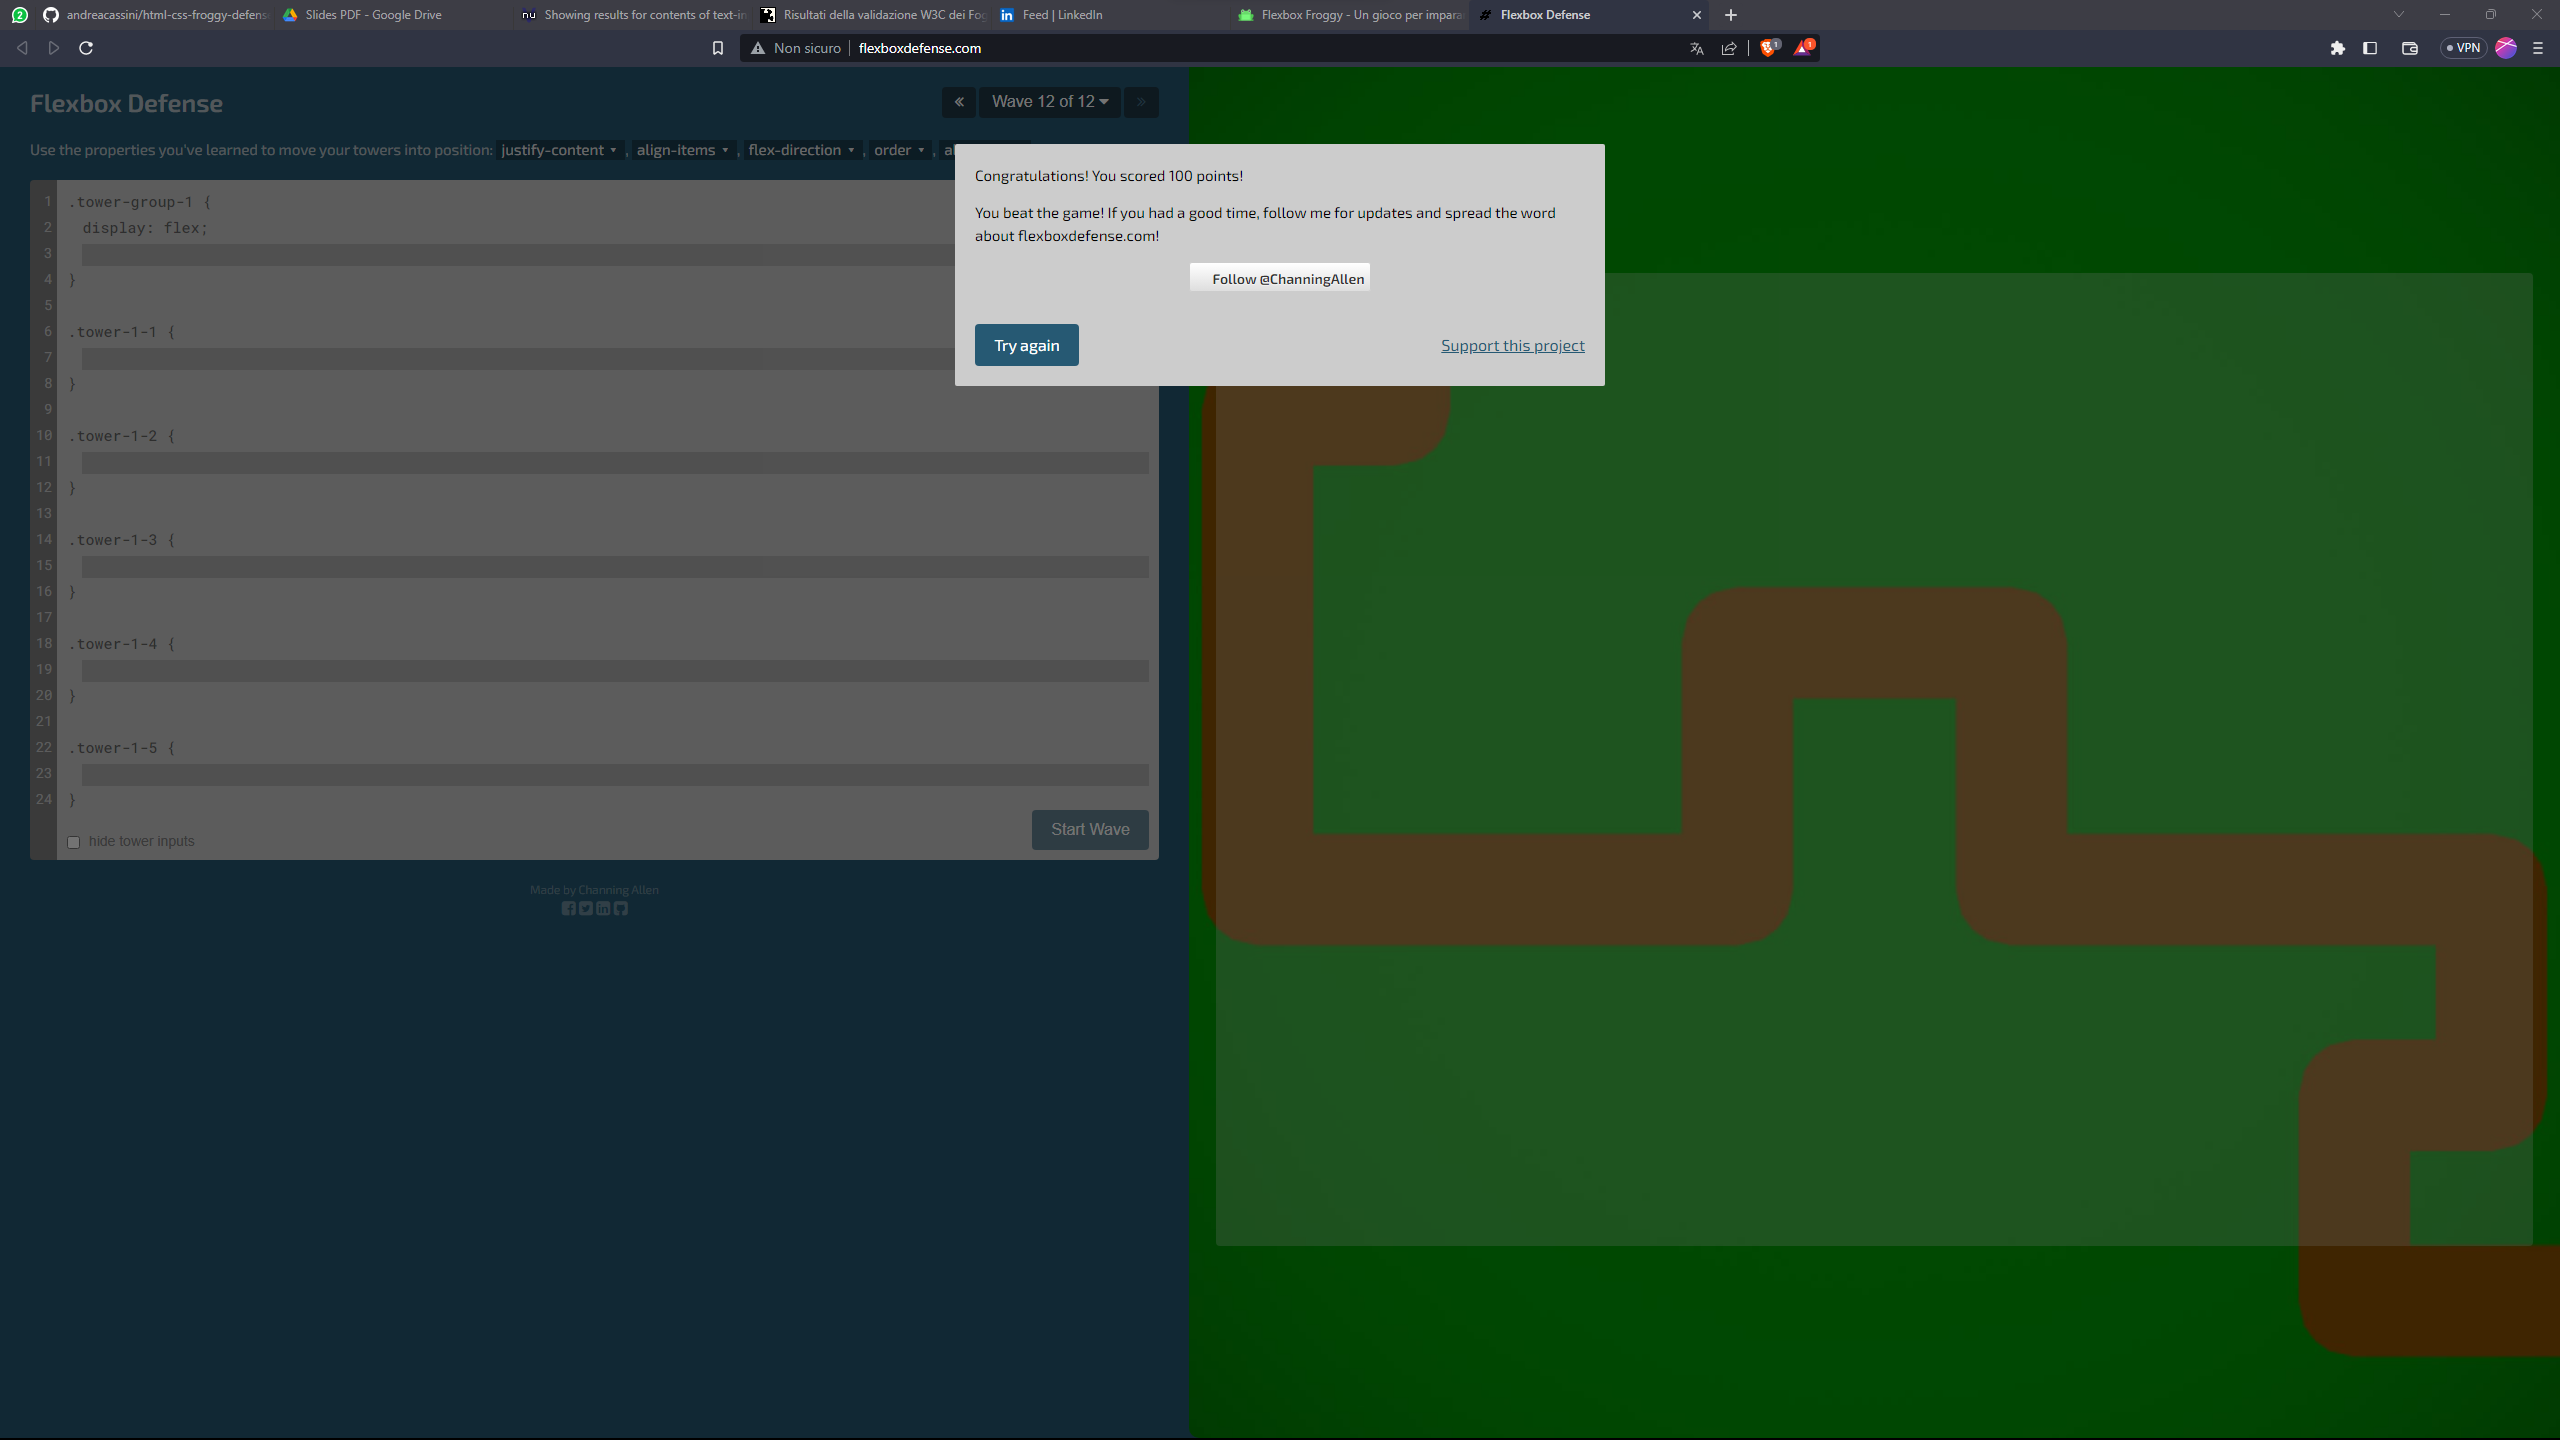 2
andreacassini/html-css-froggy-defens
Slides PDF - Google Drive
nu
Showing results for contents of text-in
Risultati della validazione W3C dei Fog
in
Feed | LinkedIn
Flexbox Froggy - Un gioco per impara
Flexbox Defense
Non sicuro
flexboxdefense.com
1
1
VPN
Flexbox Defense
«
Wave 12 of 12
»
Use the properties you've learned to move your towers into position: justify-content , align-items , flex-direction , order , al
Congratulations! You scored 100 points!
You beat the game! If you had a good time, follow me for updates and spread the word
about flexboxdefense.com!
Follow @ChanningAllen
Try again
Support this project
1 .tower-group-1 {
2 display: flex;
3
4 }
5
6 .tower-1-1 {
7
8 }
9
10 .tower-1-2 {
11
12 }
13
14 .tower-1-3 {
15
16 }
17
18 .tower-1-4 {
19
20 }
21
22 .tower-1-5 {
23
24 }
hide tower inputs
Start Wave
Made by Channing Allen